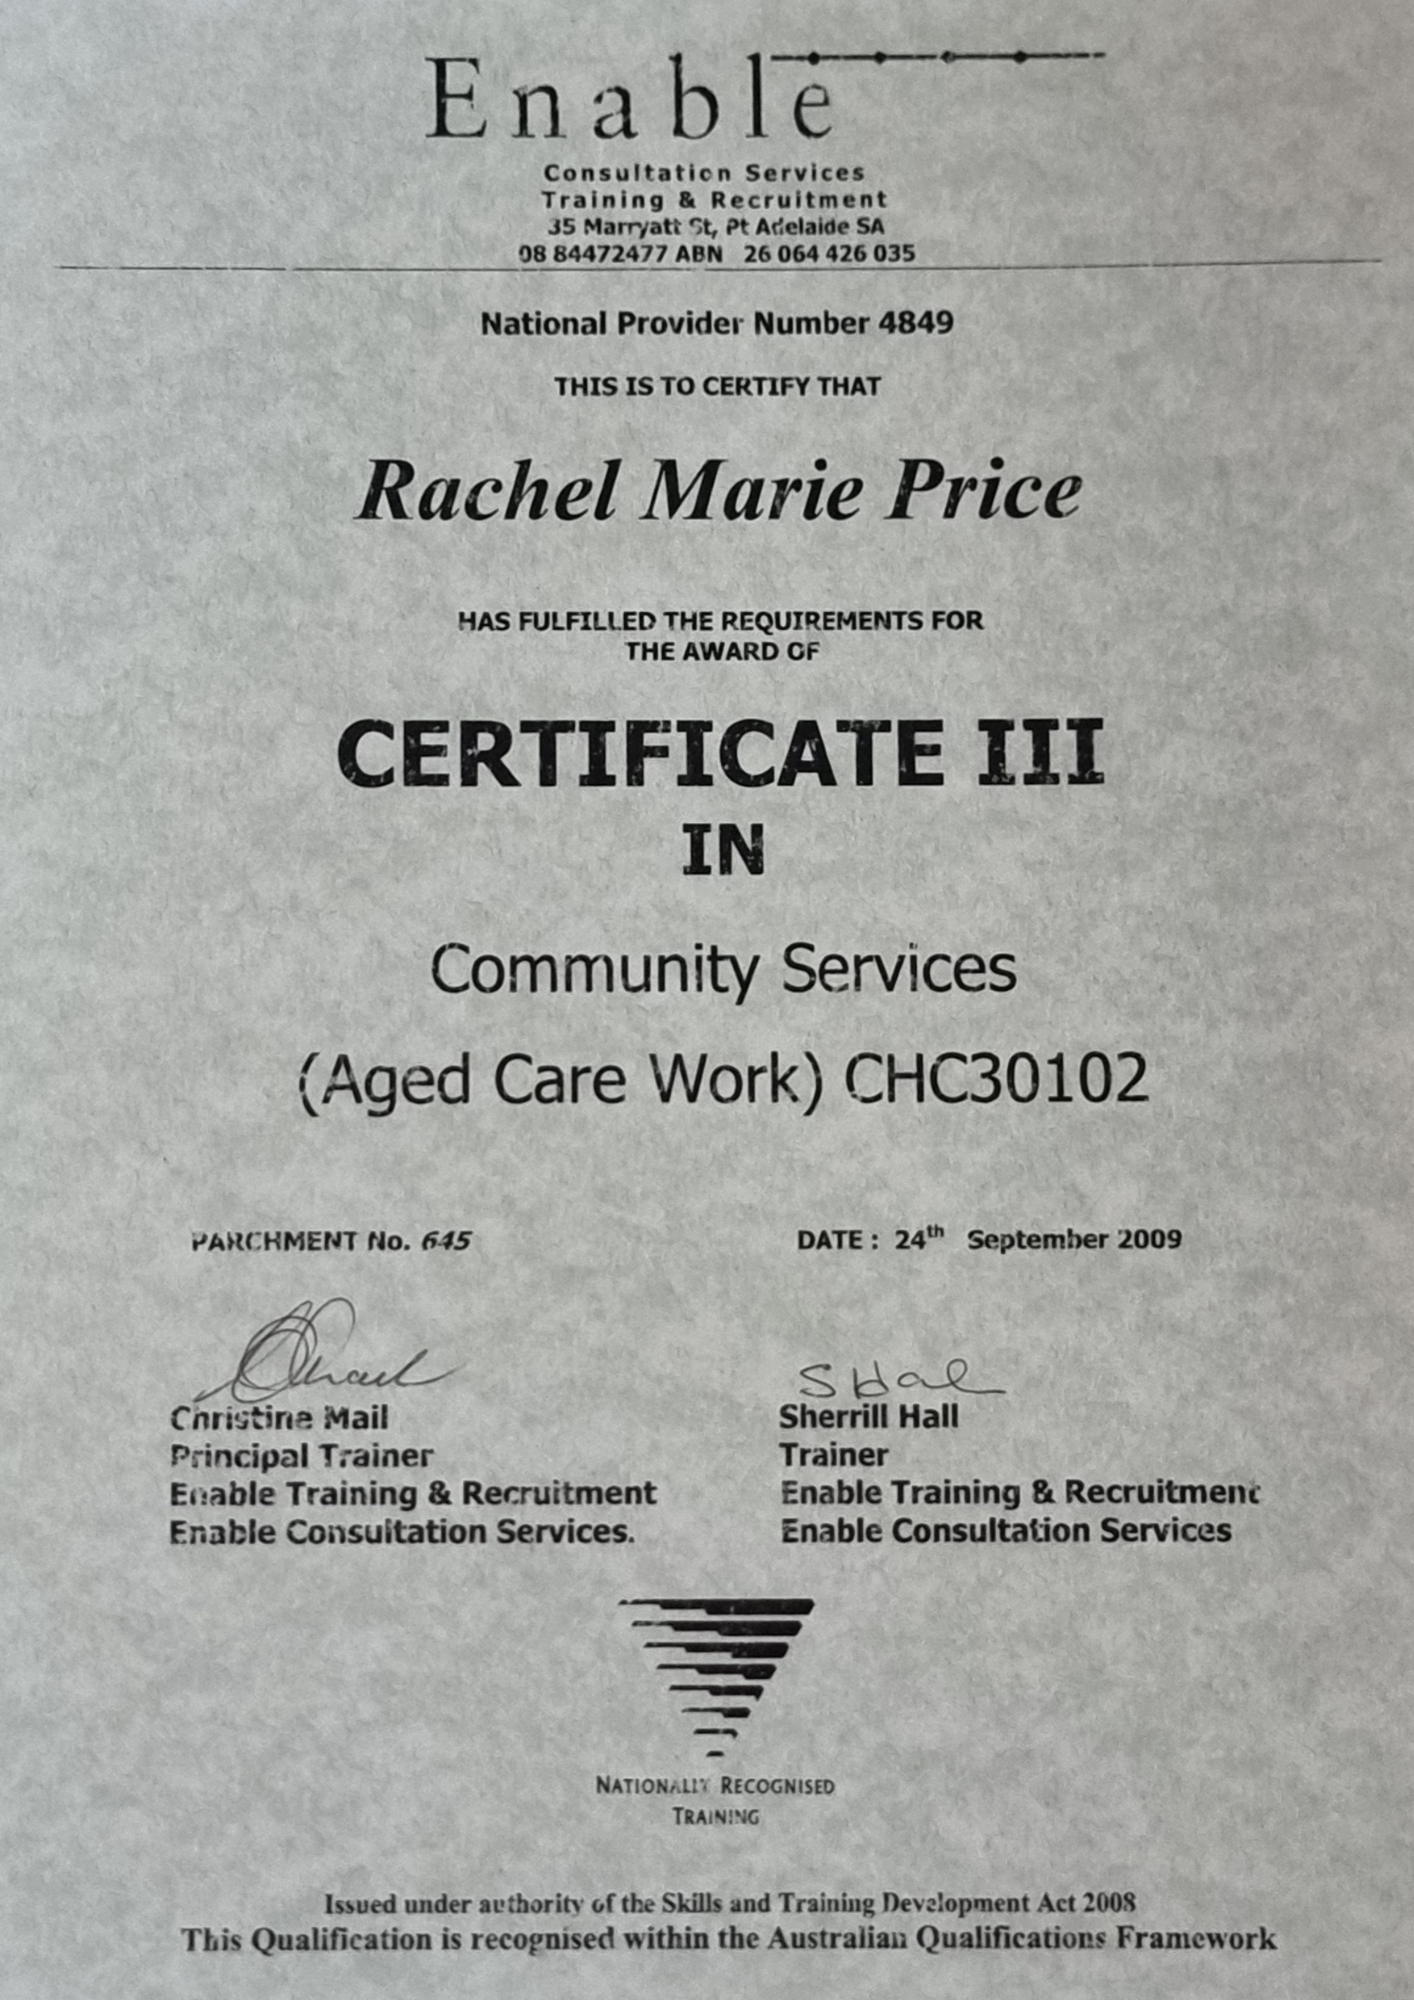 Enable
Consultation Services
Training & Recruitment
35 Marryatt St, Pt Adelaide SA
08 84472477 ABN 26 064 426 035
National Provider Number 4849
THIS IS TO CERTIFY THAT
Rachel Marie Price
HAS FULFILLED THE REQUIREMENTS FOR
THE AWARD OF
CERTIFICATE III
IN
Community Services
(Aged Care Work) CHC30102
PARCHMENT No. 645
DATE : 24th September 2009
S Hall
Christine Mail
Principal Trainer
Enable Training & Recruitment
Enable Consultation Services.
Sherrill Hall
Trainer
Enable Training & Recruitment
Enable Consultation Services
NATIONALLY RECOGNISED
TRAINING
Issued under authority of the Skills and Training Development Act 2008
This Qualification is recognised within the Australian Qualifications Framework